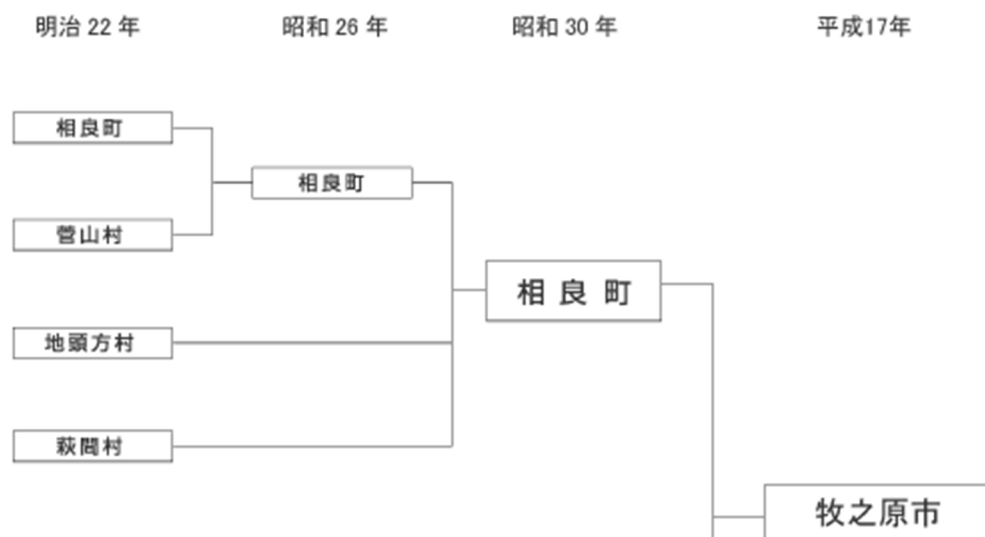 明治 22 年 昭和 26 年 昭和 30 年 平成17年
相良町
相良町
菅山村
相 良 町
地頭方村
萩間村
牧之原市